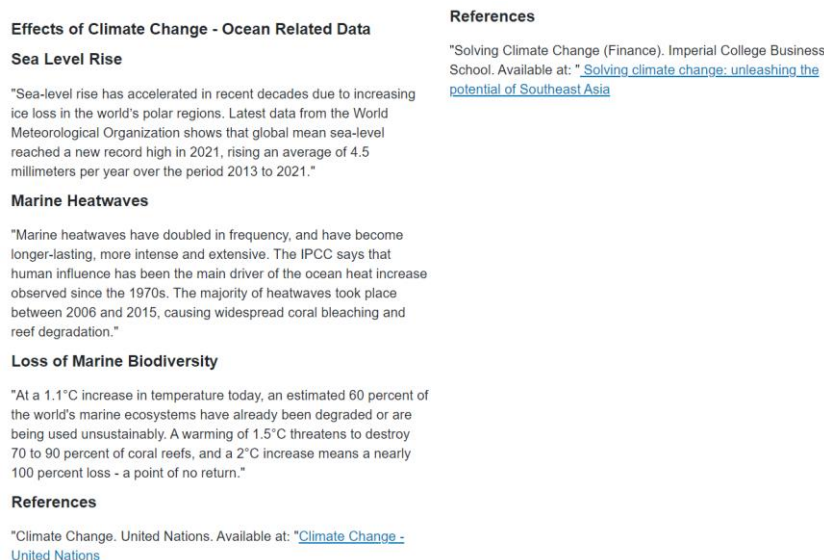 Effects of Climate Change - Ocean Related Data
Sea Level Rise
"Sea-level rise has accelerated in recent decades due to increasing
ice loss in the world's polar regions. Latest data from the World
Meteorological Organization shows that global mean sea-level
reached a new record high in 2021, rising an average of 4.5
millimeters per year over the period 2013 to 2021."
Marine Heatwaves
"Marine heatwaves have doubled in frequency, and have become
longer-lasting, more intense and extensive. The IPCC says that
human influence has been the main driver of the ocean heat increase
observed since the 1970s. The majority of heatwaves took place
between 2006 and 2015, causing widespread coral bleaching and
reef degradation."
Loss of Marine Biodiversity
"At a 1.1°C increase in temperature today, an estimated 60 percent of
the world's marine ecosystems have already been degraded or are
being used unsustainably. A warming of 1.5°C threatens to destroy
70 to 90 percent of coral reefs, and a 2°C increase means a nearly
100 percent loss - a point of no return."
References
"Climate Change. United Nations. Available at: "Climate Change -
United Nations
References
"Solving Climate Change (Finance). Imperial College Business
School. Available at: " Solving climate change: unleashing the
potential of Southeast Asia